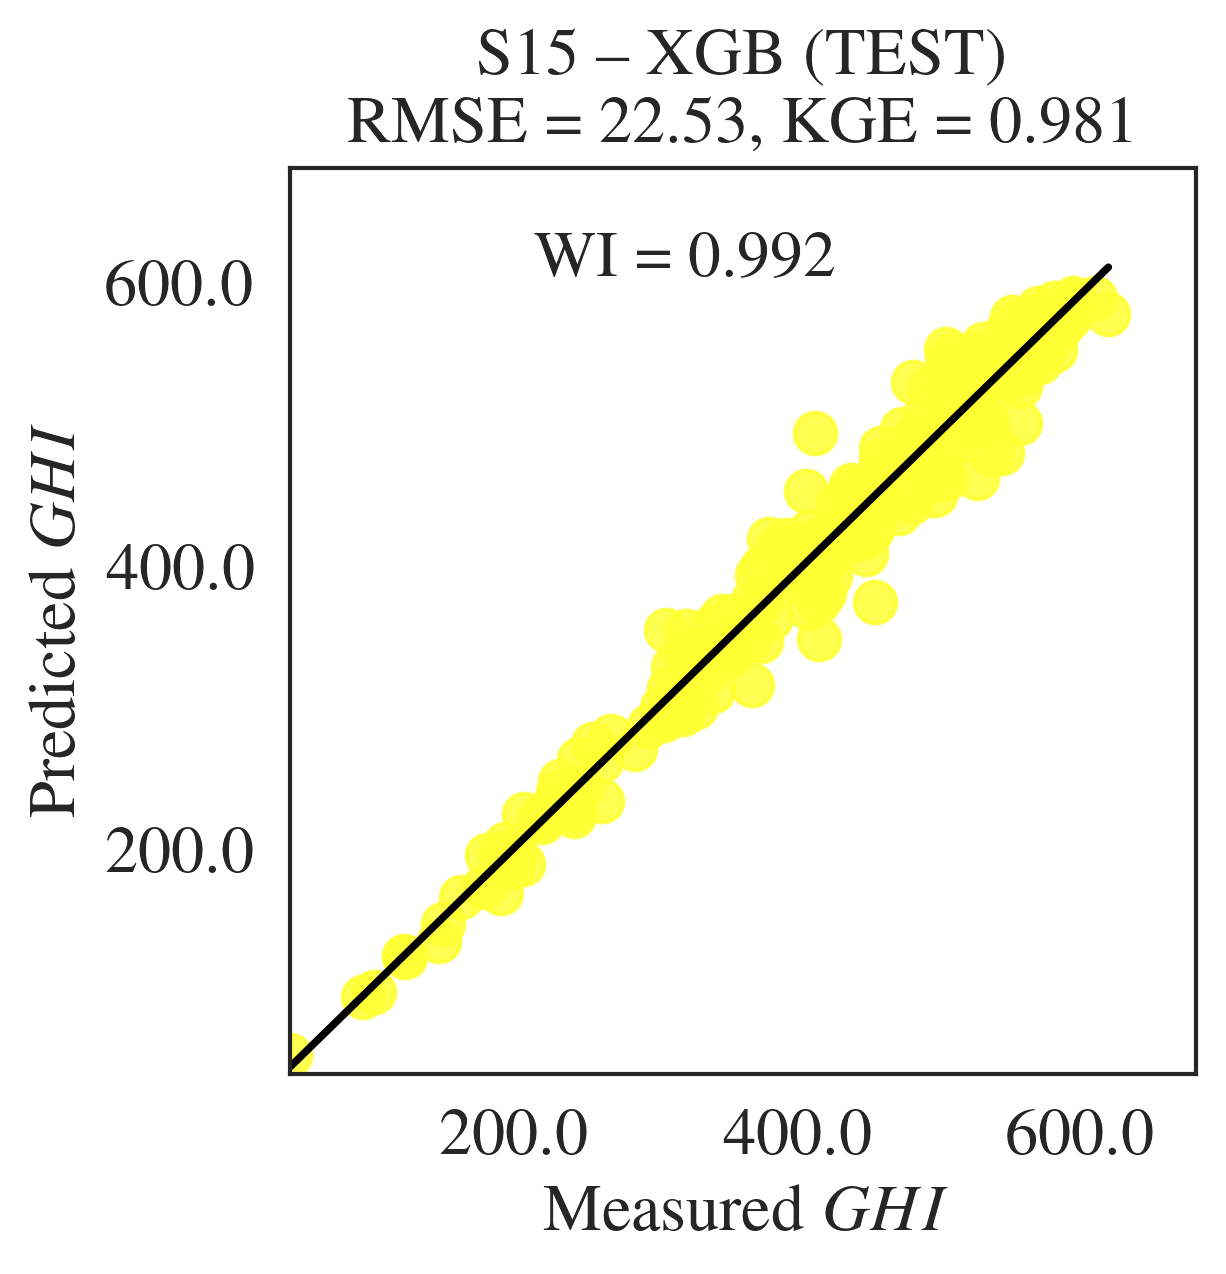 S15 – XGB (TEST)
RMSE = 22.53, KGE = 0.981
WI = 0.992
600.0
400.0
200.0
Predicted GHI
200.0 400.0 600.0
Measured GHI